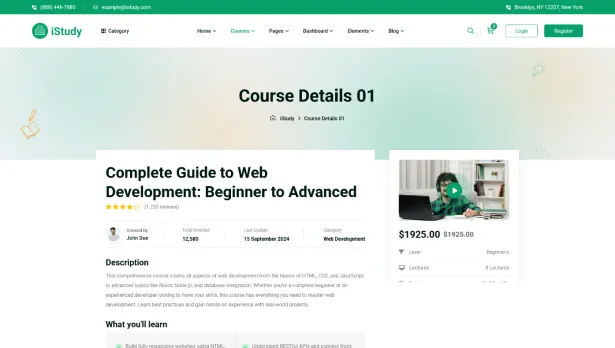 (888) 449-7880
example@istudy.com
Brooklyn, NY 12207, New York
iStudy
Category
Home
Courses
Pages
Dashboard
Elements
Blog
Login
Register
Course Details 01
iStudy > Course Details 01
Complete Guide to Web
Development: Beginner to Advanced
(1,230 reviews)
Created by
John Doe
Total Enrolled
12,580
Last Update
15 September 2024
Category
Web Development
$1925.00 $1925.00
Level Beginners
Lectures 8 Lectures
Description
This comprehensive course covers all aspects of web development from the basics of HTML, CSS, and JavaScript
to advanced topics like React, Node.js, and database integration. Whether you're a complete beginner or an
experienced developer looking to hone your skills, this course has everything you need to master web
development. Learn best practices and gain hands-on experience with real-world projects.
What you'll learn
Build fully responsive websites using HTML,
Understand RESTful APIs and connect front-